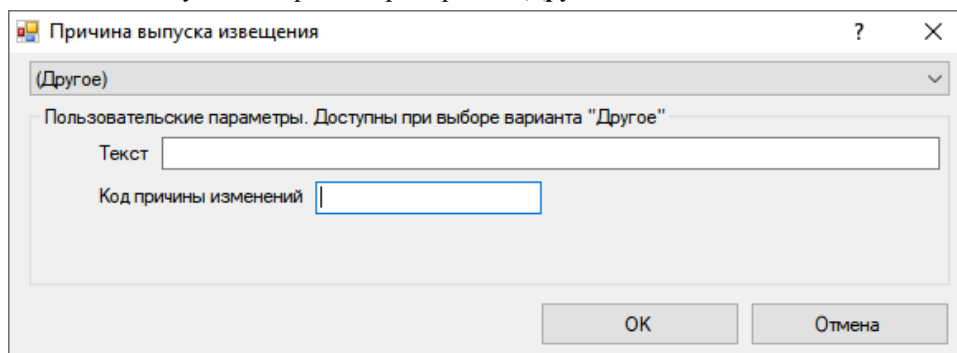 Причина выпуска извещения ?
(Другое)
Пользовательские параметры. Доступны при выборе варианта "Другое"
Текст
Код причины изменений
OK Отмена